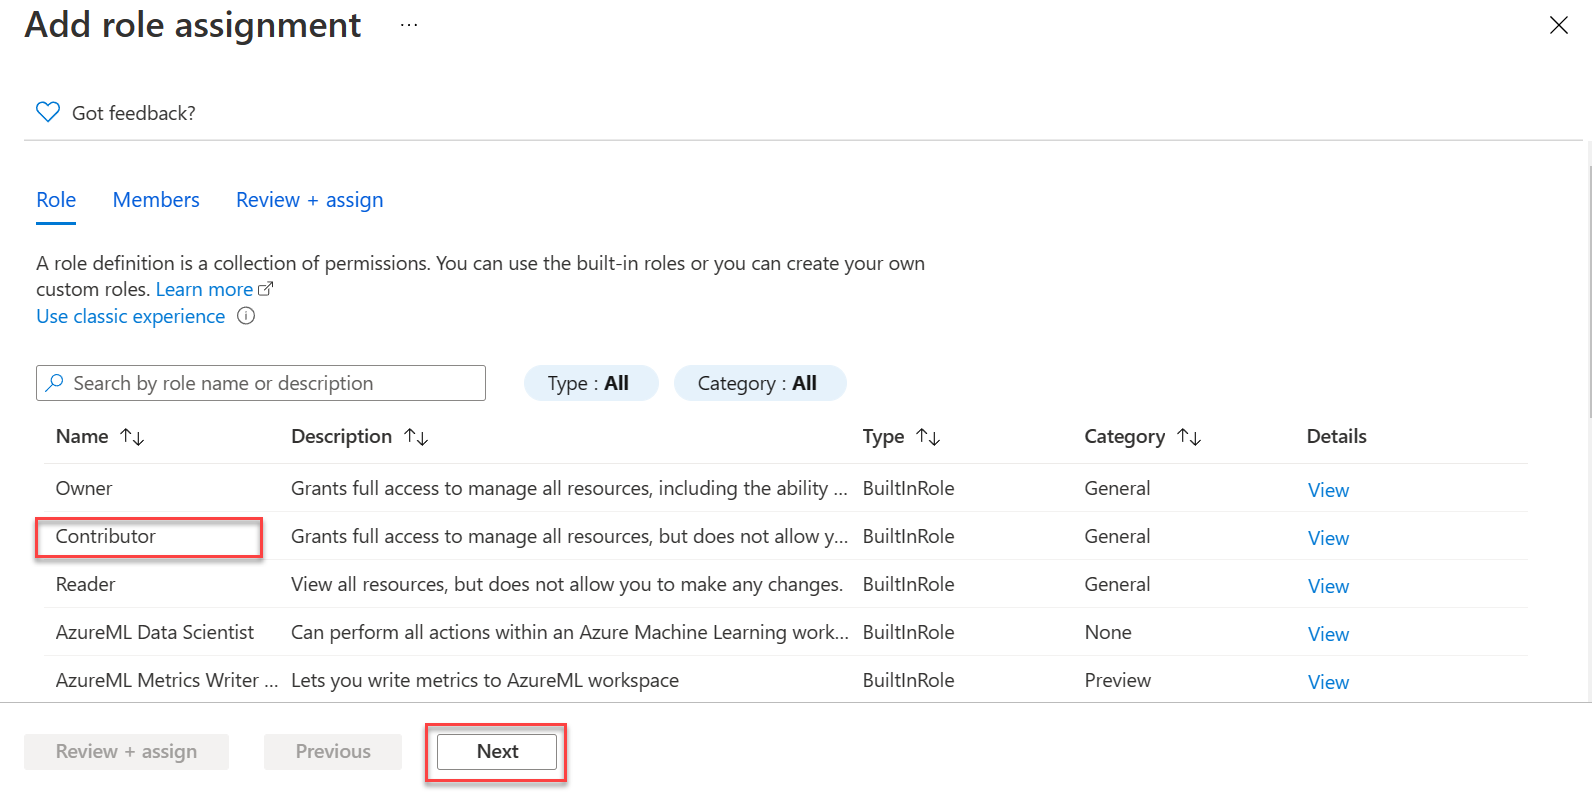 Add role assignment ...
Got feedback?
Role Members Review + assign
A role definition is a collection of permissions. You can use the built-in roles or you can create your own
custom roles. Learn more
Use classic experience
Search by role name or description Type : All Category : All
Name Description Type Category Details
Owner Grants full access to manage all resources, including the ability ... BuiltInRole General View
Contributor Grants full access to manage all resources, but does not allow y... BuiltInRole General View
Reader View all resources, but does not allow you to make any changes. BuiltInRole General View
AzureML Data Scientist Can perform all actions within an Azure Machine Learning work... BuiltInRole None View
AzureML Metrics Writer ... Lets you write metrics to AzureML workspace BuiltInRole Preview View
Review + assign Previous Next